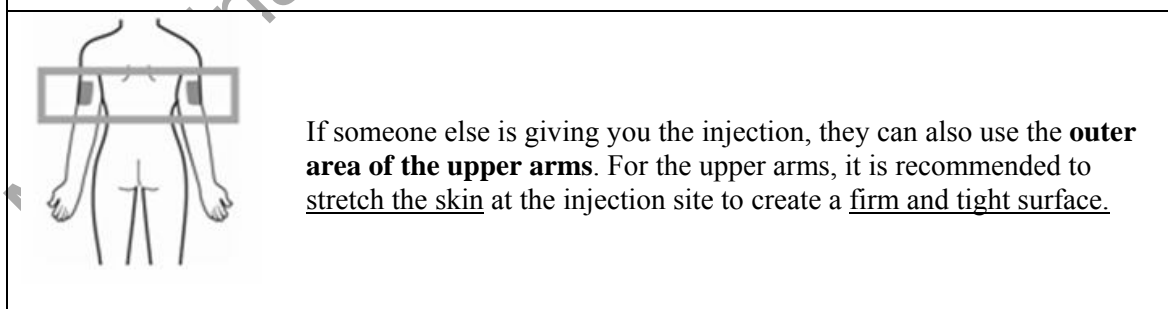 If someone else is giving you the injection, they can also use the outer
area of the upper arms. For the upper arms, it is recommended to
stretch the skin at the injection site to create a firm and tight surface.